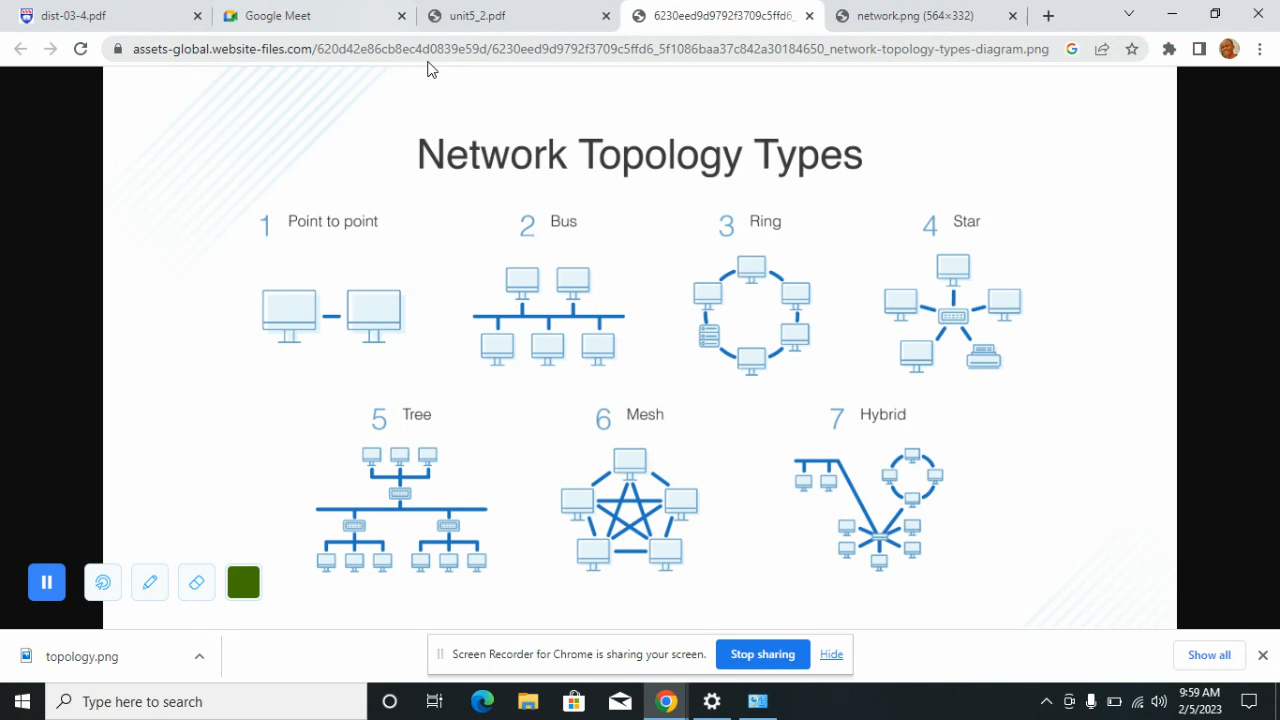 dist-03-4.pdf
Google Meet
unit5_2.pdf
6230eed9d9792f3709c5ffd6_
network.png (564×332)
assets-global.website-files.com/620d42e86cb8ec4d0839e59d/6230eed9d9792f3709c5ffd6_5f1086baa37c842a30184650_network-topology-types-diagram.png
Network Topology Types
1 Point to point
2 Bus
3 Ring
4 Star
5 Tree
6 Mesh
7 Hybrid
topology.png
Screen Recorder for Chrome is sharing your screen.
Stop sharing
Hide
Show all
Type here to search
9:59 AM
2/5/2023